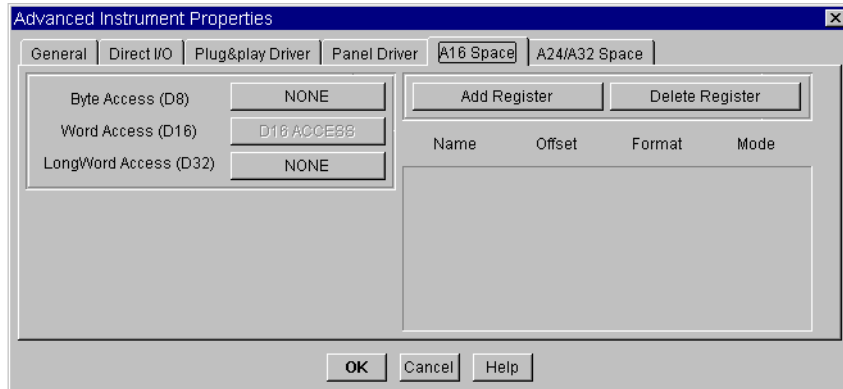 Advanced Instrument Properties
General Direct I/O Plug&play Driver Panel Driver A16 Space A24/A32 Space
Byte Access (D8) NONE
Word Access (D16) D16 ACCESS
LongWord Access (D32) NONE
Add Register Delete Register
Name Offset Format Mode
OK Cancel Help